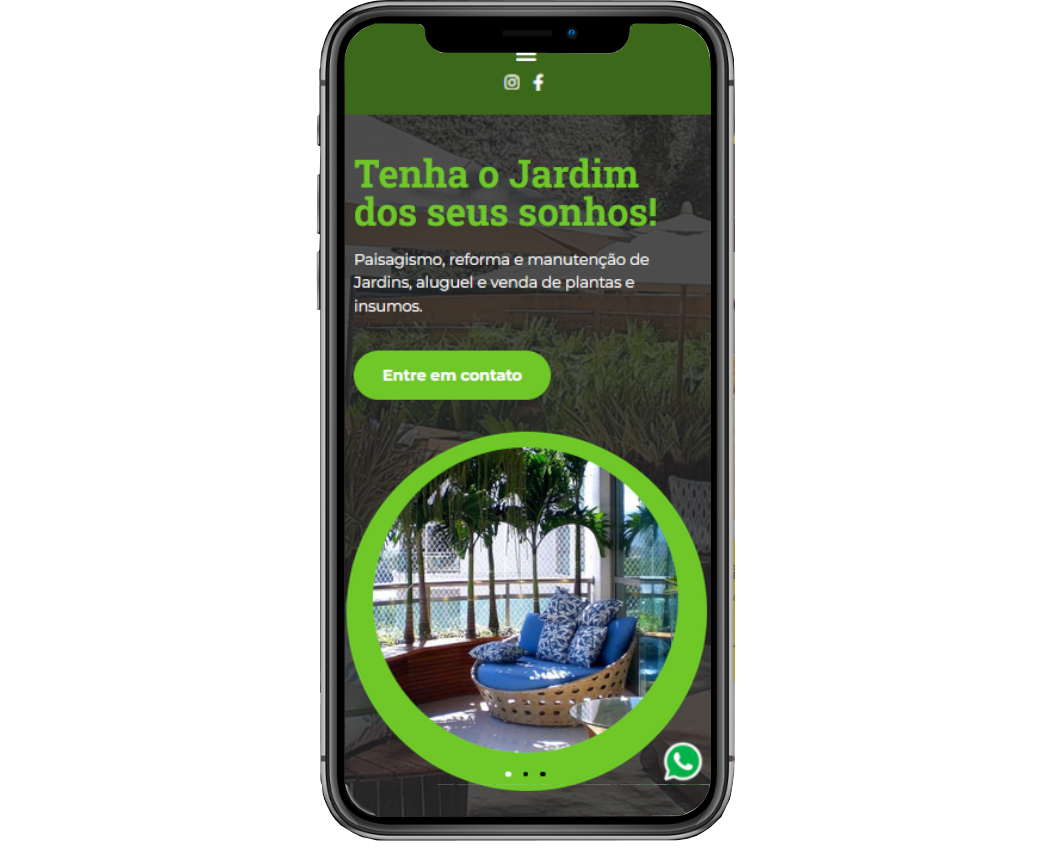 Tenha o Jardim
dos seus sonhos!
Paisagismo, reforma e manutenção de
Jardins, aluguel e venda de plantas e
insumos.
Entre em contato